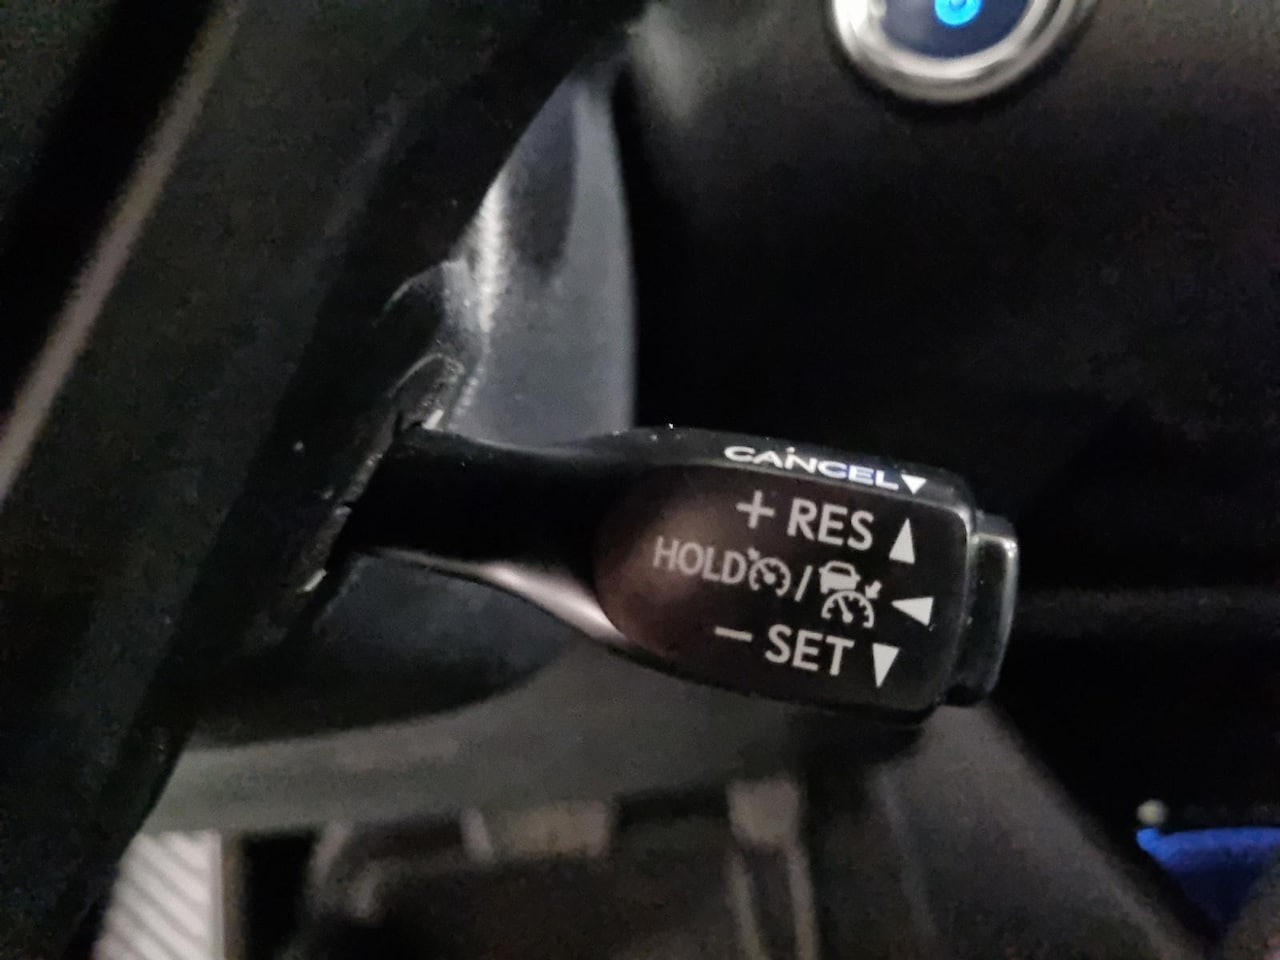 CANCEL▼
+ RES ▲
HOLD / ◀
− SET ▼